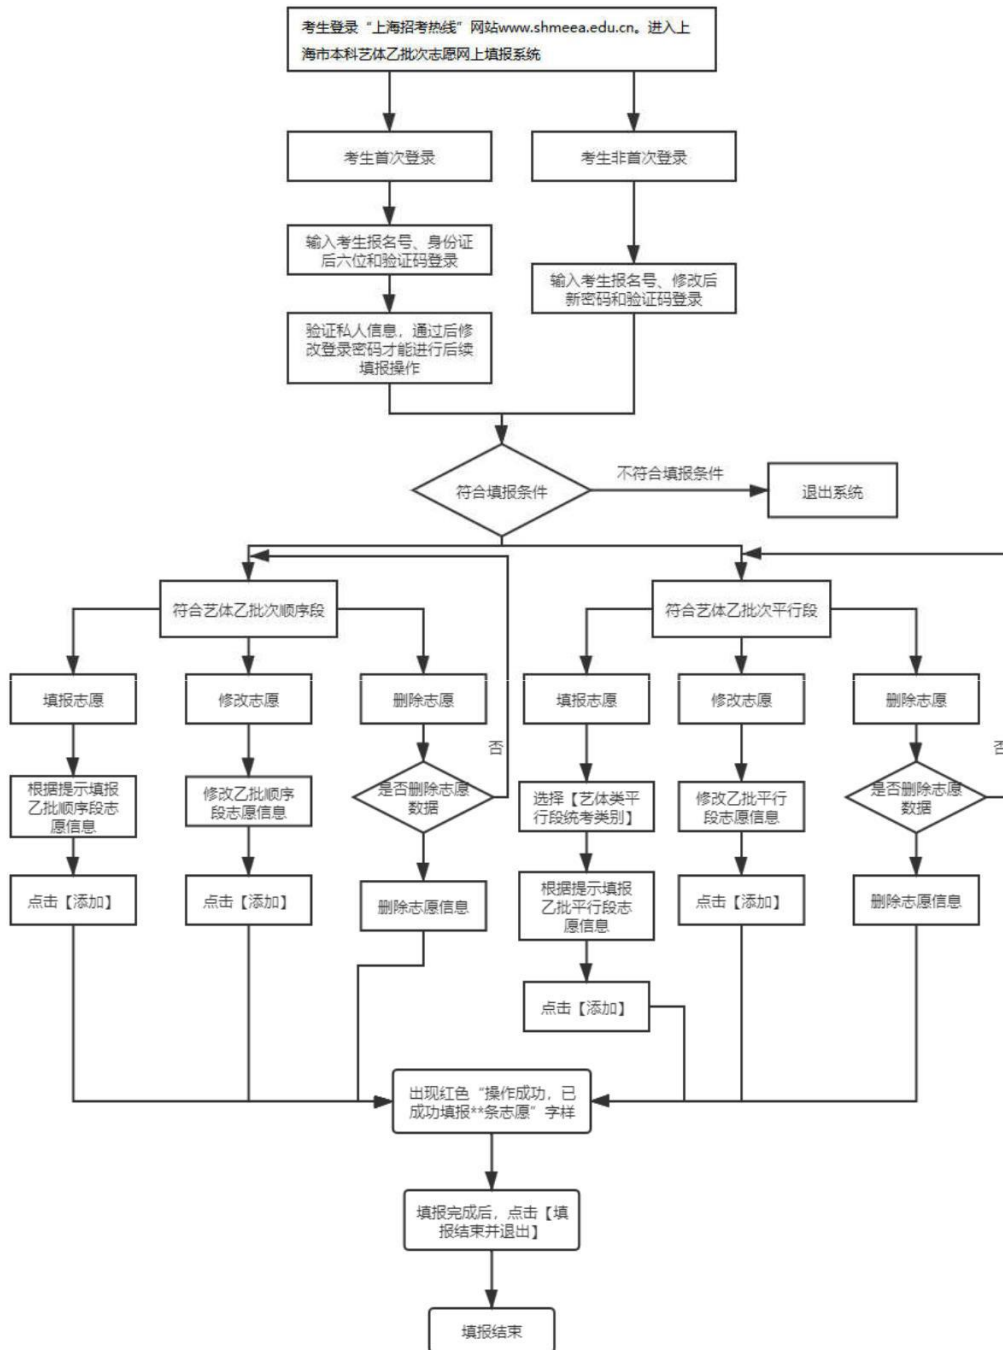 考生登录“上海招考热线”网站www.shmeea.edu.cn。进入上
海市本科艺体乙批次志愿网上填报系统
考生首次登录
考生非首次登录
输入考生报名号、身份证
后六位和验证码登录
输入考生报名号、修改后
新密码和验证码登录
验证私人信息，通过后修
改登录密码才能进行后续
填报操作
符合填报条件
不符合填报条件
退出系统
符合艺体乙批次顺序段
符合艺体乙批次平行段
填报志愿
修改志愿
删除志愿
填报志愿
修改志愿
删除志愿
否
否
根据提示填报
乙批顺序段志
愿信息
修改乙批顺序
段志愿信息
是否删除志愿
数据
选择【艺体类平
行段统考类别】
修改乙批平行
段志愿信息
是否删除志愿
数据
点击【添加】
点击【添加】
删除志愿信息
根据提示填报
乙批平行段志
愿信息
点击【添加】
删除志愿信息
点击【添加】
出现红色“操作成功，已
成功填报**条志愿”字样
填报完成后，点击【填
报结束并退出】
填报结束